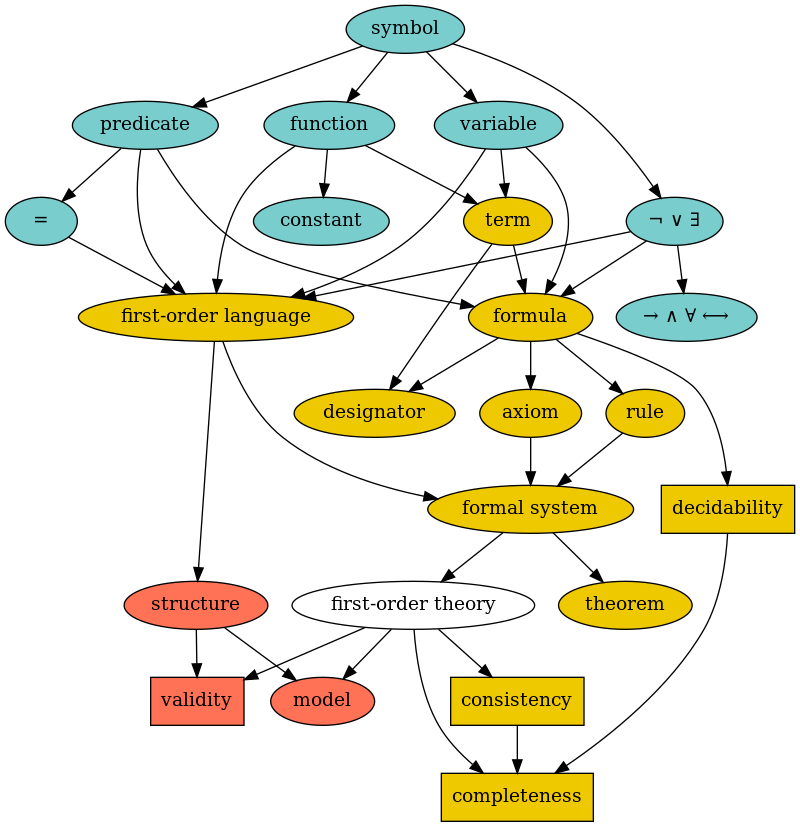 symbol
predicate
function
variable
=
constant
term
¬ ∨ ∃
first-order language
formula
→ ∧ ∀ ⟷
designator
axiom
rule
formal system
decidability
structure
first-order theory
theorem
validity
model
consistency
completeness